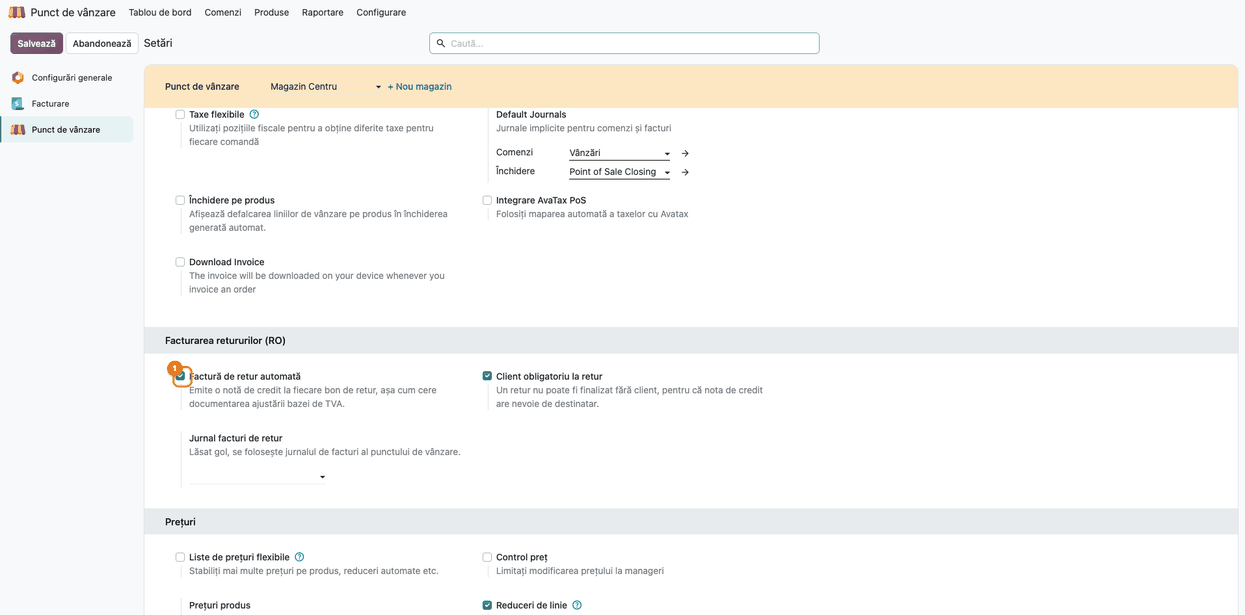 Punct de vânzare Tablou de bord Comenzi Produse Raportare Configurare
Salvează Abandonează Setări Caută...
Configurări generale
Facturare
Punct de vânzare
Punct de vânzare Magazin Centru + Nou magazin
Taxe flexibile ?
Utilizați pozițiile fiscale pentru a obține diferite taxe pentru
fiecare comandă
Default Journals
Jurnale implicite pentru comenzi și facturi
Comenzi Vânzări
Închidere Point of Sale Closing
Închidere pe produs
Afișează defalcarea liniilor de vânzare pe produs în închiderea
generată automat.
Integrare AvaTax PoS
Folosiți maparea automată a taxelor cu Avatax
Download Invoice
The invoice will be downloaded on your device whenever you
invoice an order
Facturarea retururilor (RO)
1
Factură de retur automată
Emite o notă de credit la fiecare bon de retur, așa cum cere
documentarea ajustării bazei de TVA.
Client obligatoriu la retur
Un retur nu poate fi finalizat fără client, pentru că nota de credit
are nevoie de destinatar.
Jurnal facturi de retur
Lăsat gol, se folosește jurnalul de facturi al punctului de vânzare.
Prețuri
Liste de prețuri flexibile ?
Stabiliți mai multe prețuri pe produs, reduceri automate etc.
Control preț
Limitați modificarea prețului la manageri
Prețuri produs
Reduceri de linie ?